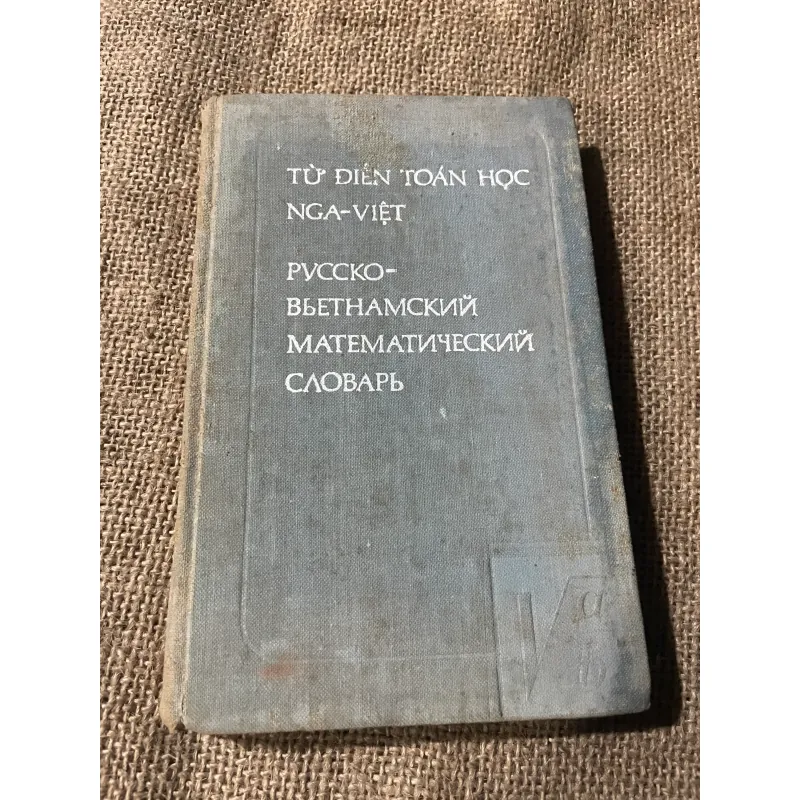 TỪ ĐIỂN TOÁN HỌC
NGA-VIỆT
РУССКО-
ВЬЕТНАМСКИЙ
МАТЕМАТИЧЕСКИЙ
СЛОВАРЬ